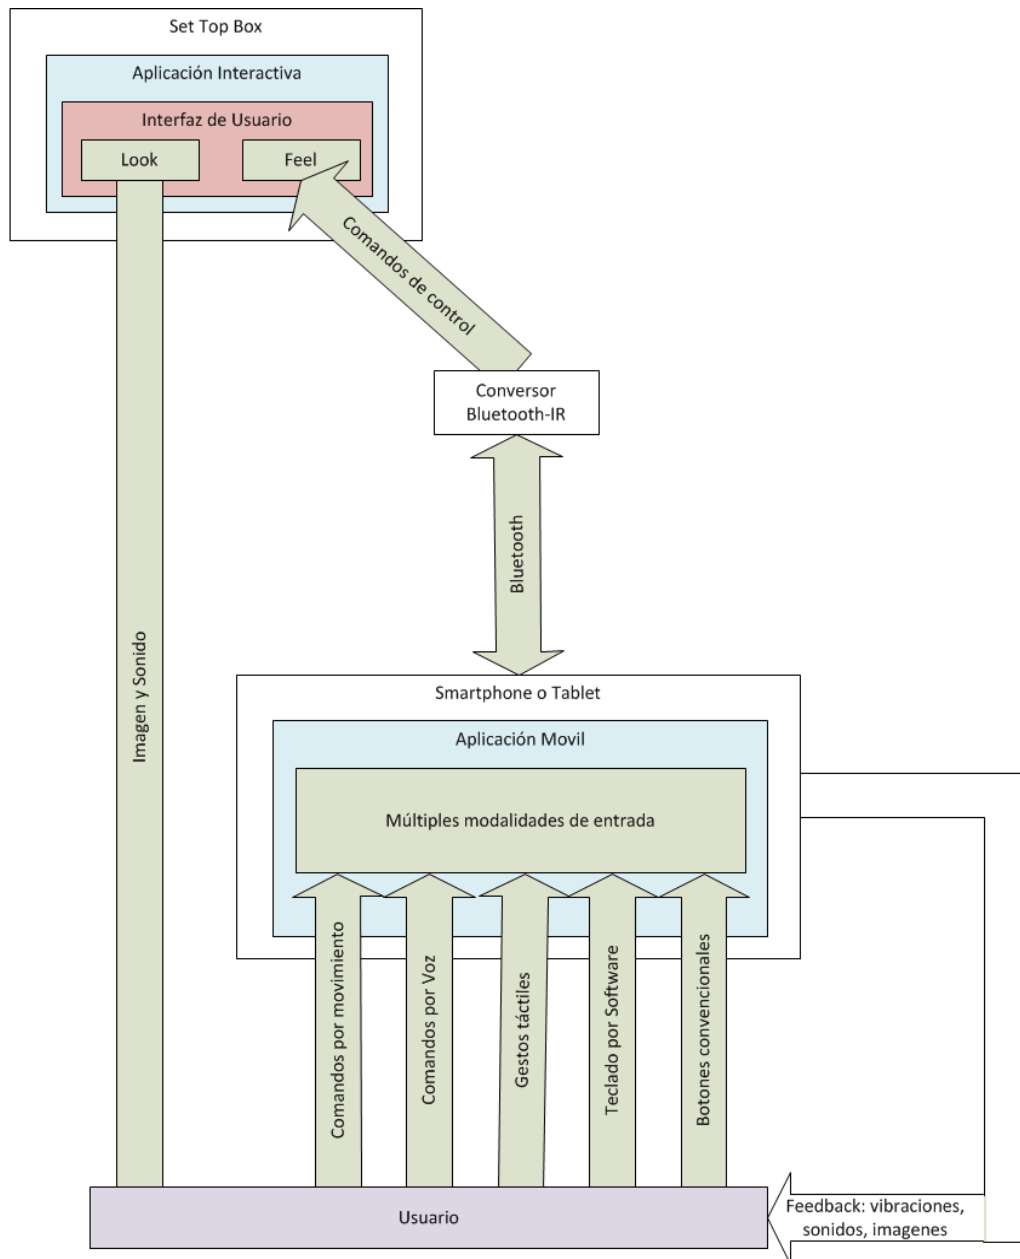 Set Top Box
Aplicación Interactiva
Interfaz de Usuario
Look
Feel
Comandos de control
Conversor
Bluetooth-IR
Bluetooth
Imagen y Sonido
Smartphone o Tablet
Aplicación Movil
Múltiples modalidades de entrada
Comandos por movimiento
Comandos por Voz
Gestos táctiles
Teclado por Software
Botones convencionales
Usuario
Feedback: vibraciones,
sonidos, imagenes